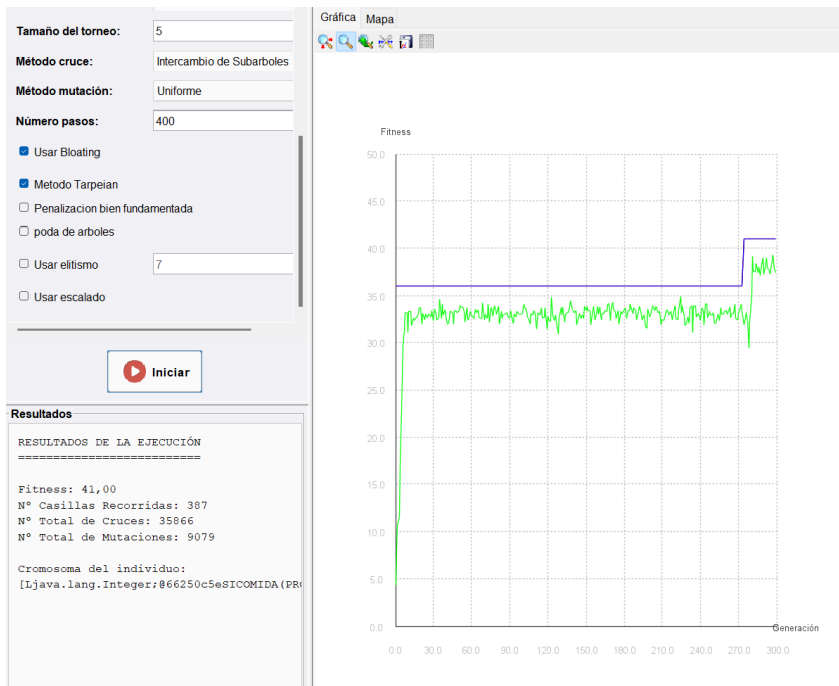 Tamaño del torneo: 5
Método cruce: Intercambio de Subarboles
Método mutación: Uniforme
Número pasos: 400
Usar Bloating
Metodo Tarpeian
Penalizacion bien fundamentada
poda de arboles
Usar elitismo 7
Usar escalado
Iniciar
Resultados
RESULTADOS DE LA EJECUCIÓN
==========================
Fitness: 41,00
Nº Casillas Recorridas: 387
Nº Total de Cruces: 35866
Nº Total de Mutaciones: 9079
Cromosoma del individuo:
[Ljava.lang.Integer;@66250c5eSICOMIDA(PRO
Gráfica Mapa
Fitness
50.0
45.0
40.0
35.0
30.0
25.0
20.0
15.0
10.0
5.0
0.0
Generación
0.0 30.0 60.0 90.0 120.0 150.0 180.0 210.0 240.0 270.0 300.0